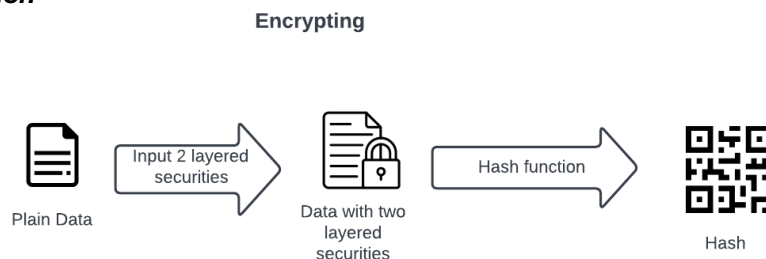 Encrypting
Input 2 layered
securities
Hash function
Plain Data
Data with two
layered
securities
Hash